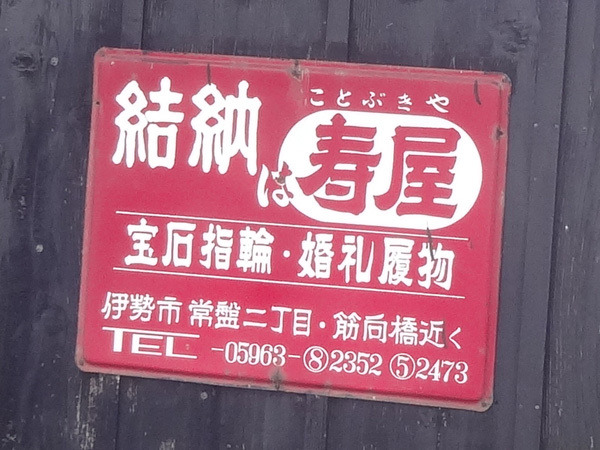 ことぶきや
結納は寿屋
宝石指輪・婚礼履物
伊勢市常盤二丁目・筋向橋近く
TEL -05963-⑧2352 ⑤2473